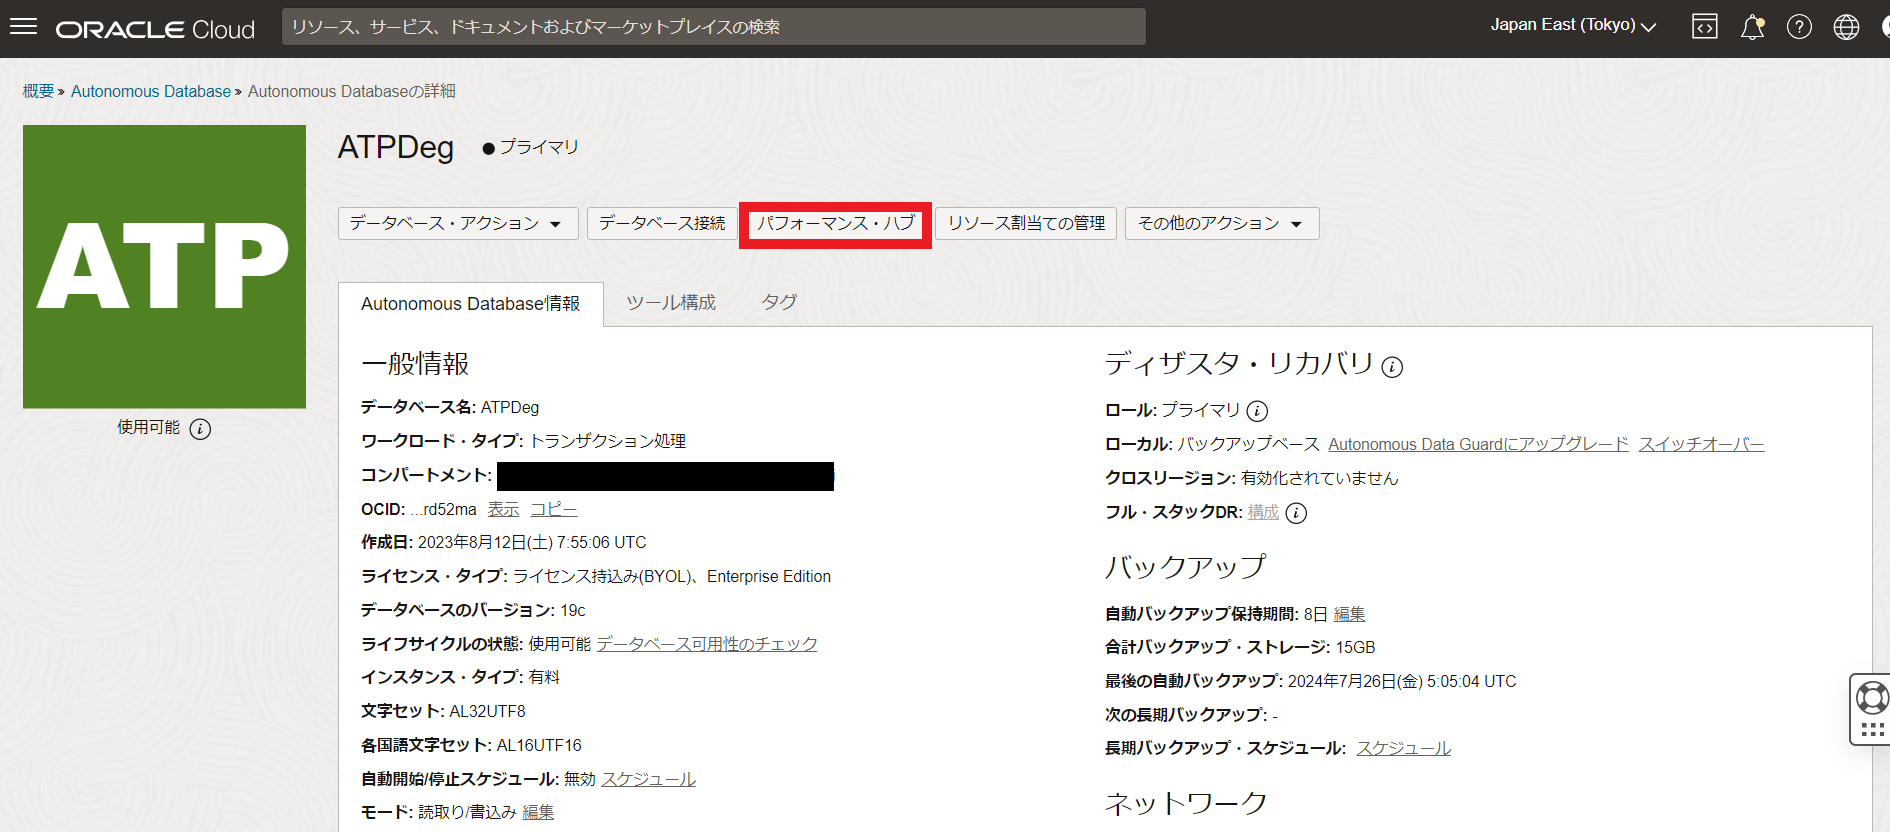 ORACLE Cloud
リソース、サービス、ドキュメントおよびマーケットプレイスの検索
Japan East (Tokyo)
概要 » Autonomous Database » Autonomous Databaseの詳細
ATP
使用可能
ATPDeg ● プライマリ
データベース・アクション
データベース接続
パフォーマンス・ハブ
リソース割当ての管理
その他のアクション
Autonomous Database情報
ツール構成
タグ
一般情報
データベース名: ATPDeg
ワークロード・タイプ: トランザクション処理
コンパートメント:
OCID: ...rd52ma 表示 コピー
作成日: 2023年8月12日(土) 7:55:06 UTC
ライセンス・タイプ: ライセンス持込み(BYOL)、Enterprise Edition
データベースのバージョン: 19c
ライフサイクルの状態: 使用可能 データベース可用性のチェック
インスタンス・タイプ: 有料
文字セット: AL32UTF8
各国語文字セット: AL16UTF16
自動開始/停止スケジュール: 無効 スケジュール
モード: 読取り/書込み 編集
ディザスタ・リカバリ
ロール: プライマリ
ローカル: バックアップベース Autonomous Data Guardにアップグレード スイッチオーバー
クロスリージョン: 有効化されていません
フル・スタックDR: 構成
バックアップ
自動バックアップ保持期間: 8日 編集
合計バックアップ・ストレージ: 15GB
最後の自動バックアップ: 2024年7月26日(金) 5:05:04 UTC
次の長期バックアップ: -
長期バックアップ・スケジュール: スケジュール
ネットワーク